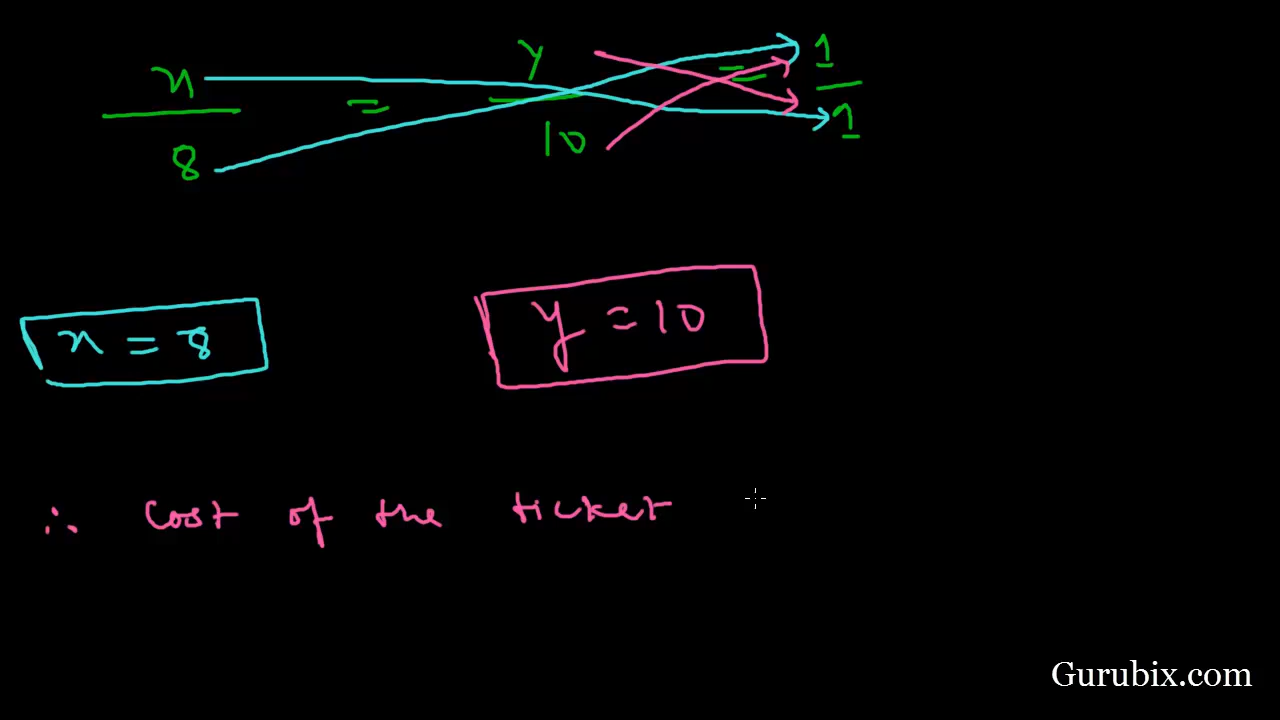 x/8 = y/10 = 1/1
x = 8
y = 10
∴ Cost of the ticket
Gurubix.com